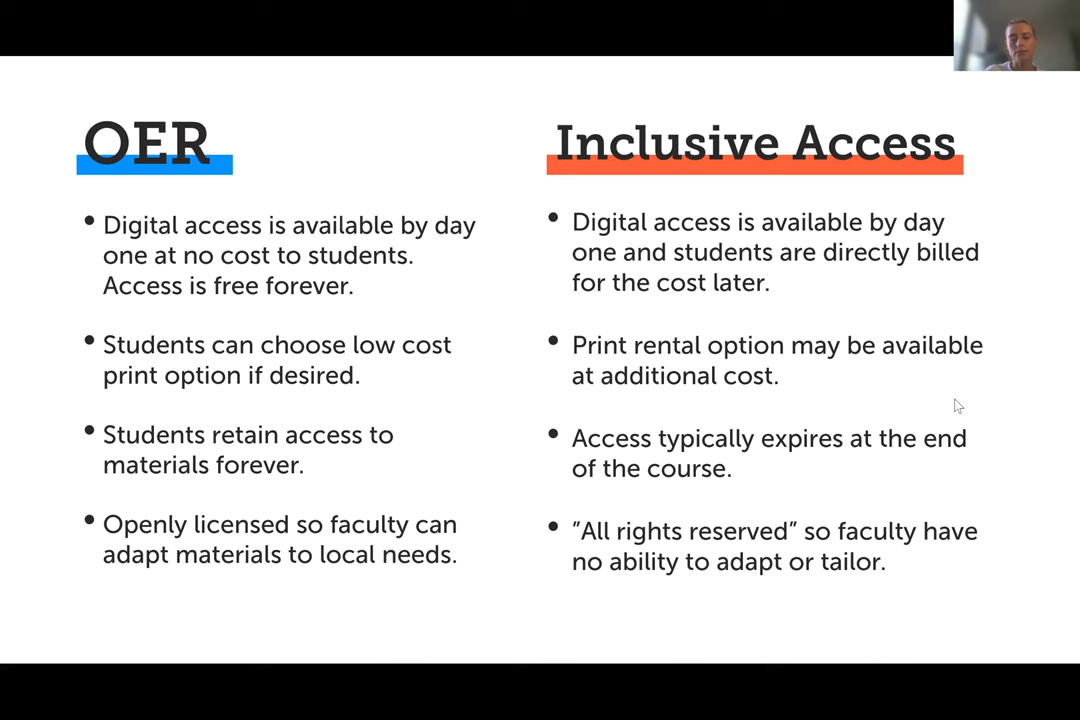 OER
• Digital access is available by day
one at no cost to students.
Access is free forever.
• Students can choose low cost
print option if desired.
• Students retain access to
materials forever.
• Openly licensed so faculty can
adapt materials to local needs.
Inclusive Access
• Digital access is available by day
one and students are directly billed
for the cost later.
• Print rental option may be available
at additional cost.
• Access typically expires at the end
of the course.
• ”All rights reserved” so faculty have
no ability to adapt or tailor.